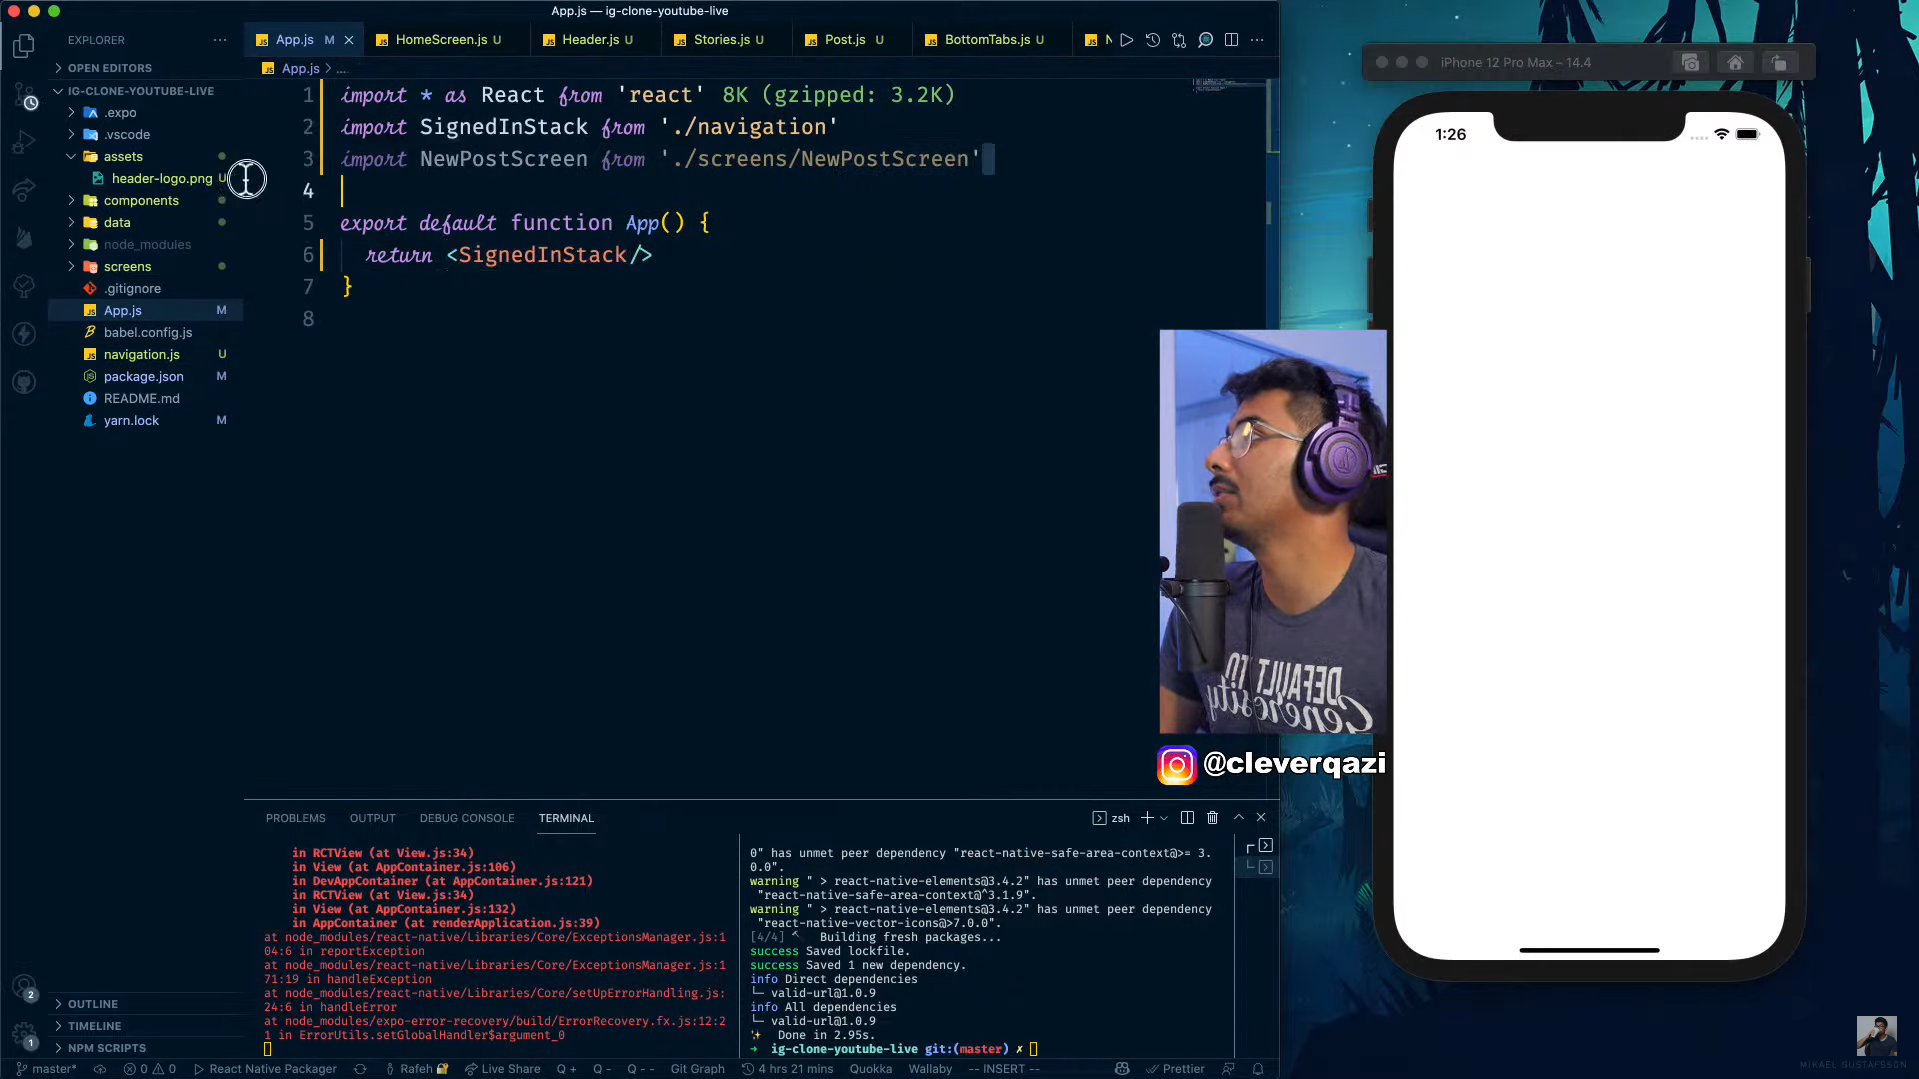 App.js — ig-clone-youtube-live
iPhone 12 Pro Max – 14.4
EXPLORER
App.js M
HomeScreen.js U
Header.js U
Stories.js U
Post.js U
BottomTabs.js U
OPEN EDITORS
App.js > ...
IG-CLONE-YOUTUBE-LIVE
.expo
.vscode
assets
header-logo.png U
components
data
node_modules
screens
.gitignore
App.js M
babel.config.js
navigation.js U
package.json M
README.md
yarn.lock M
1 import * as React from 'react' 8K (gzipped: 3.2K)
2 import SignedInStack from './navigation'
3 import NewPostScreen from './screens/NewPostScreen'
4
5 export default function App() {
6 return <SignedInStack/>
7 }
8
1:26
DEFAULT TO
Generosity
@cleverqazi
PROBLEMS OUTPUT DEBUG CONSOLE TERMINAL
zsh
in RCTView (at View.js:34)
in View (at AppContainer.js:106)
in DevAppContainer (at AppContainer.js:121)
in RCTView (at View.js:34)
in View (at AppContainer.js:132)
in AppContainer (at renderApplication.js:39)
at node_modules/react-native/Libraries/Core/ExceptionsManager.js:1
04:6 in reportException
at node_modules/react-native/Libraries/Core/ExceptionsManager.js:1
71:19 in handleException
at node_modules/react-native/Libraries/Core/setUpErrorHandling.js:
24:6 in handleError
at node_modules/expo-error-recovery/build/ErrorRecovery.fx.js:12:2
1 in ErrorUtils.setGlobalHandler$argument_0
0" has unmet peer dependency "react-native-safe-area-context@>= 3.
0.0".
warning " > react-native-elements@3.4.2" has unmet peer dependency
"react-native-safe-area-context@^3.1.9".
warning " > react-native-elements@3.4.2" has unmet peer dependency
"react-native-vector-icons@>7.0.0".
[4/4] Building fresh packages...
success Saved lockfile.
success Saved 1 new dependency.
info Direct dependencies
└─ valid-url@1.0.9
info All dependencies
└─ valid-url@1.0.9
✨ Done in 2.95s.
➜ ig-clone-youtube-live git:(master) ✗
OUTLINE
TIMELINE
NPM SCRIPTS
2
1
master*
0
0
React Native Packager
Rafeh
Live Share
Q +
Q -
Q - -
Git Graph
4 hrs 21 mins
Quokka
Wallaby
-- INSERT --
Prettier
MIKAEL GUSTAFSSON